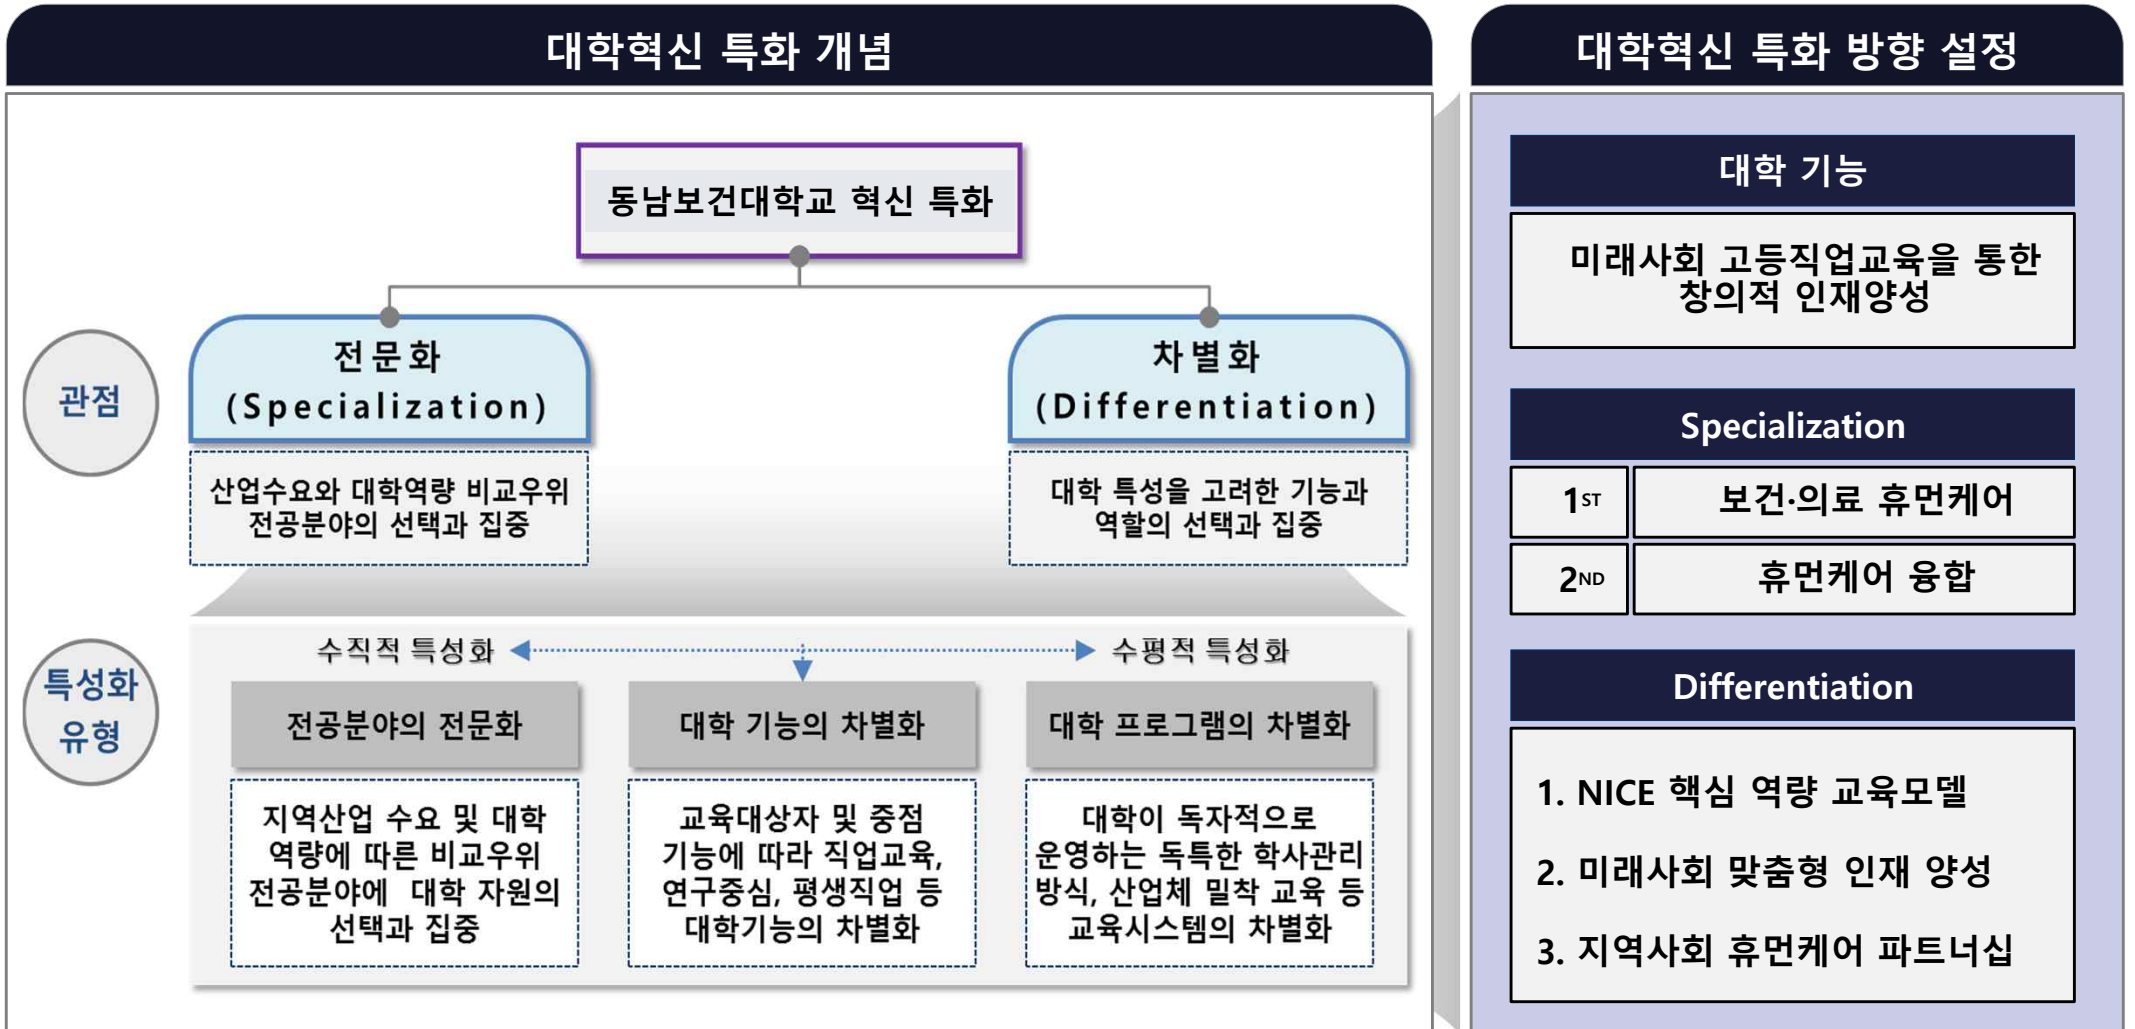 대학혁신 특화 개념
동남보건대학교 혁신 특화
관점
전문화
(Specialization)
산업수요와 대학역량 비교우위
전공분야의 선택과 집중
차별화
(Differentiation)
대학 특성을 고려한 기능과
역할의 선택과 집중
특성화
유형
수직적 특성화
수평적 특성화
전공분야의 전문화
지역산업 수요 및 대학
역량에 따른 비교우위
전공분야에 대학 자원의
선택과 집중
대학 기능의 차별화
교육대상자 및 중점
기능에 따라 직업교육,
연구중심, 평생직업 등
대학기능의 차별화
대학 프로그램의 차별화
대학이 독자적으로
운영하는 독특한 학사관리
방식, 산업체 밀착 교육 등
교육시스템의 차별화
대학혁신 특화 방향 설정
대학 기능
미래사회 고등직업교육을 통한
창의적 인재양성
Specialization
1ST 보건·의료 휴먼케어
2ND 휴먼케어 융합
Differentiation
1. NICE 핵심 역량 교육모델
2. 미래사회 맞춤형 인재 양성
3. 지역사회 휴먼케어 파트너십